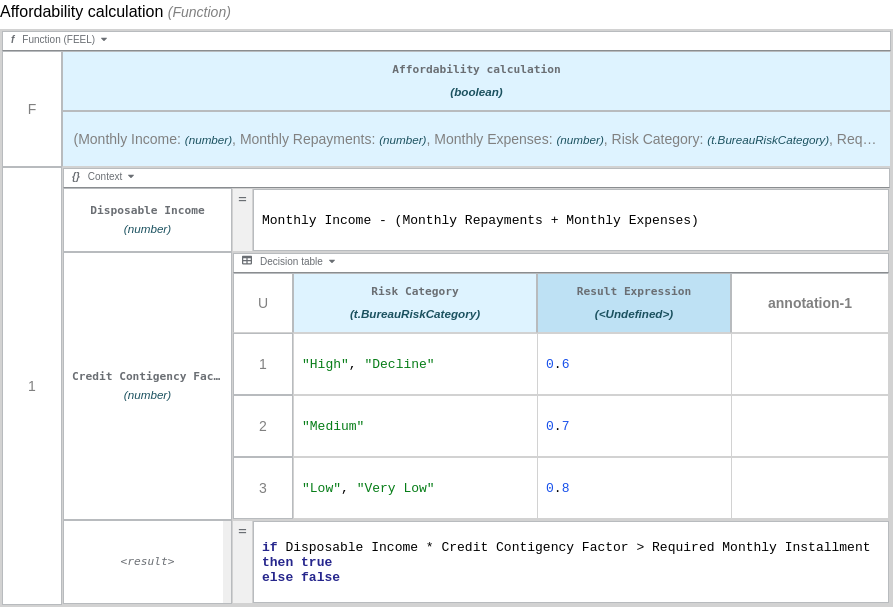 Affordability calculation (Function)
f Function (FEEL)
F
Affordability calculation
(boolean)
(Monthly Income: (number), Monthly Repayments: (number), Monthly Expenses: (number), Risk Category: (t.BureauRiskCategory), Req…
1
{} Context
Disposable Income
(number)
=
Monthly Income - (Monthly Repayments + Monthly Expenses)
Credit Contigency Fac…
(number)
Decision table
U
Risk Category
(t.BureauRiskCategory)
Result Expression
(<Undefined>)
annotation-1
1 "High", "Decline" 0.6
2 "Medium" 0.7
3 "Low", "Very Low" 0.8
<result>
=
if Disposable Income * Credit Contigency Factor > Required Monthly Installment
then true
else false